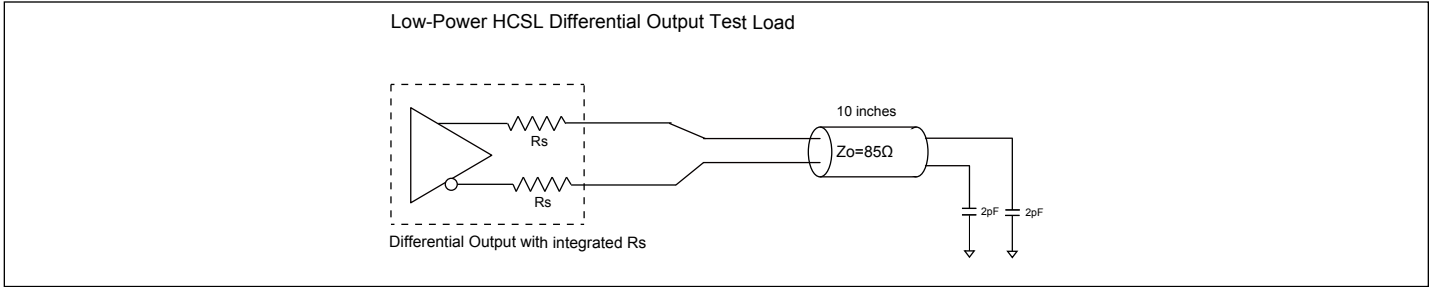 Low-Power HCSL Differential Output Test Load
10 inches
Rs
Zo=85Ω
Rs
2pF
2pF
Differential Output with integrated Rs